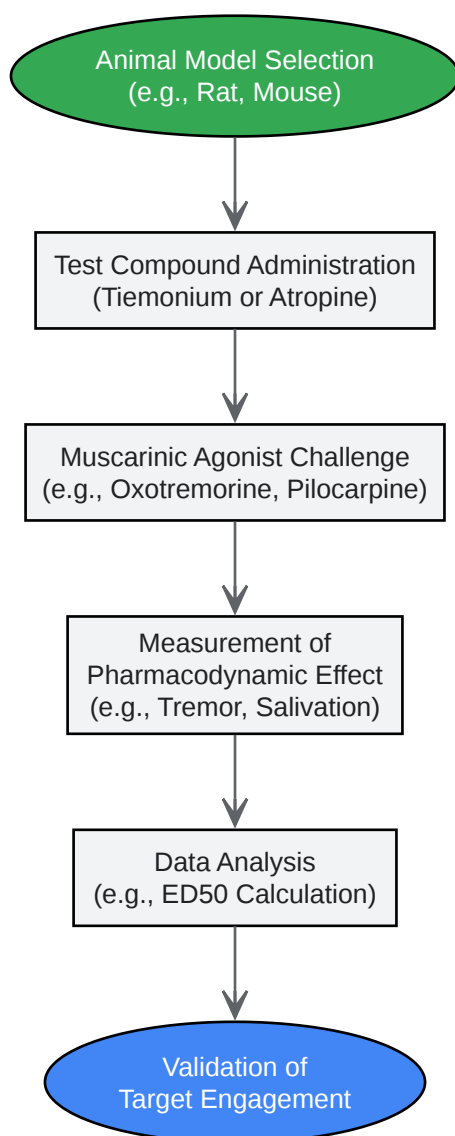 Animal Model Selection
(e.g., Rat, Mouse)
Test Compound Administration
(Tiemonium or Atropine)
Muscarinic Agonist Challenge
(e.g., Oxotremorine, Pilocarpine)
Measurement of
Pharmacodynamic Effect
(e.g., Tremor, Salivation)
Data Analysis
(e.g., ED50 Calculation)
Validation of
Target Engagement